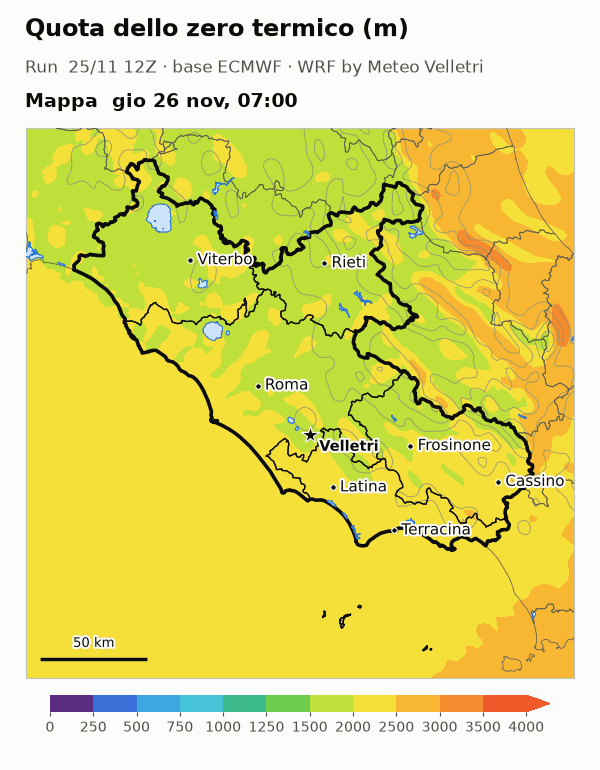 Quota dello zero termico (m)
Run  25/11 12Z · base ECMWF · WRF by Meteo Velletri
Mappa  gio 26 nov, 07:00
Viterbo
Rieti
Roma
Velletri
Frosinone
Cassino
Latina
Terracina
50 km
0 250 500 750 1000 1250 1500 2000 2500 3000 3500 4000